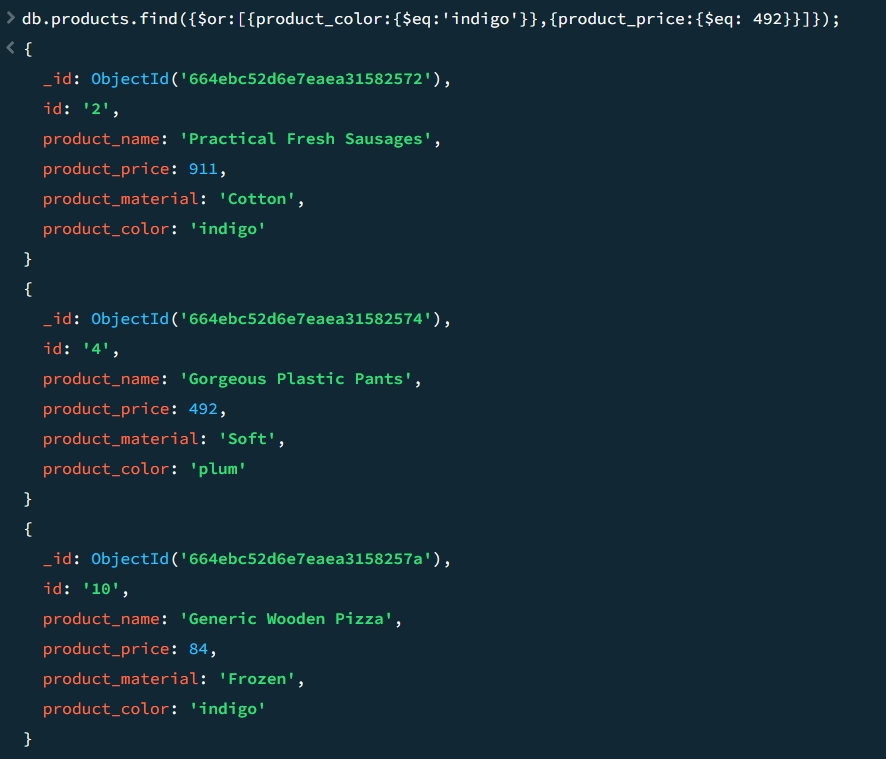 > db.products.find({$or:[{product_color:{$eq:'indigo'}},{product_price:{$eq: 492}}]});
< {
_id: ObjectId('664ebc52d6e7eaea31582572'),
id: '2',
product_name: 'Practical Fresh Sausages',
product_price: 911,
product_material: 'Cotton',
product_color: 'indigo'
}
{
_id: ObjectId('664ebc52d6e7eaea31582574'),
id: '4',
product_name: 'Gorgeous Plastic Pants',
product_price: 492,
product_material: 'Soft',
product_color: 'plum'
}
{
_id: ObjectId('664ebc52d6e7eaea3158257a'),
id: '10',
product_name: 'Generic Wooden Pizza',
product_price: 84,
product_material: 'Frozen',
product_color: 'indigo'
}